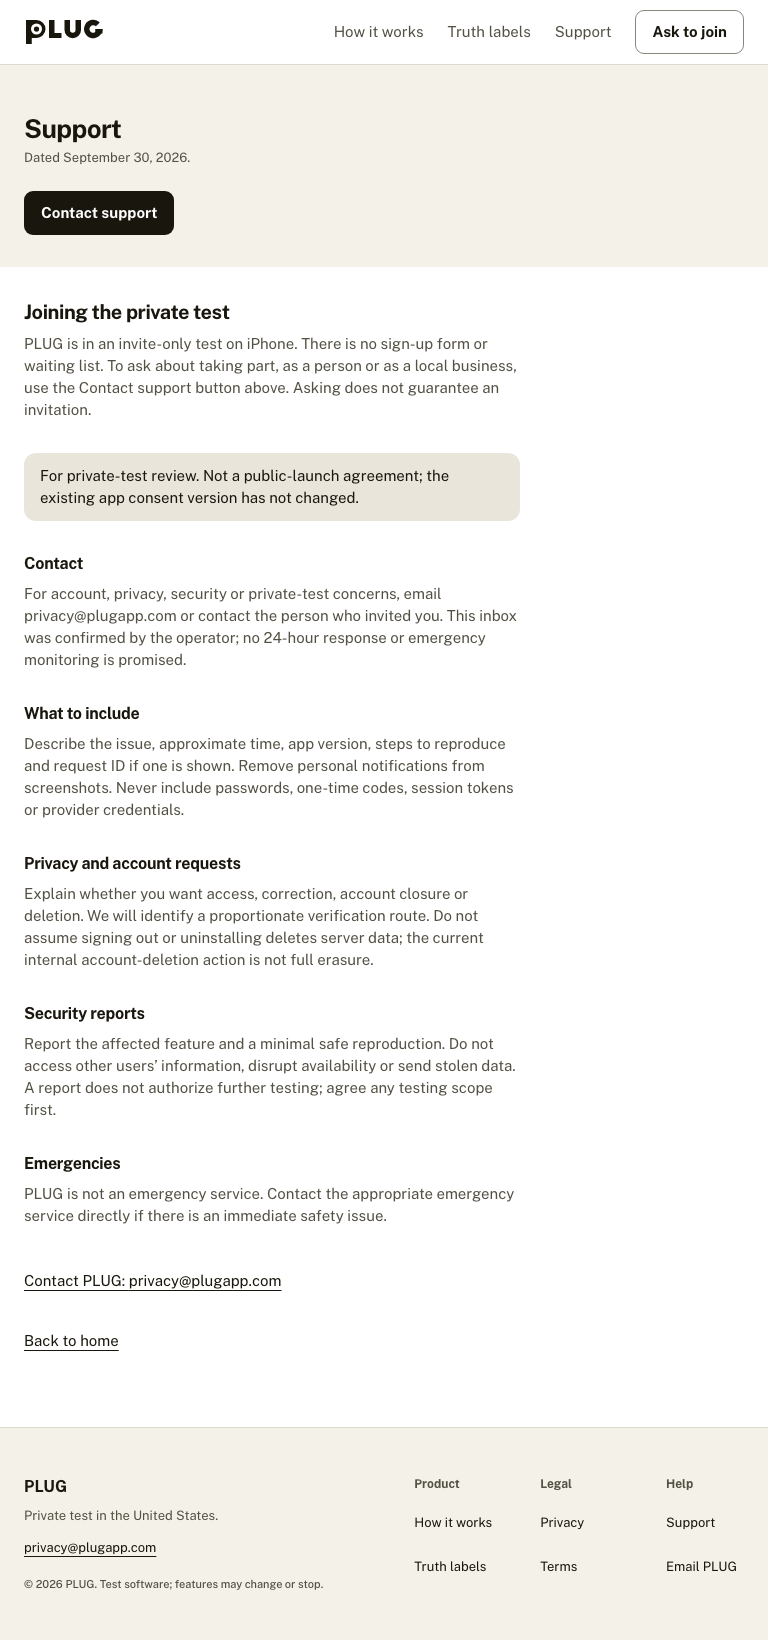 PLUG
How it works
Truth labels
Support
Ask to join
Support
Dated September 30, 2026.
Contact support
Joining the private test
PLUG is in an invite-only test on iPhone. There is no sign-up form or
waiting list. To ask about taking part, as a person or as a local business,
use the Contact support button above. Asking does not guarantee an
invitation.
For private-test review. Not a public-launch agreement; the
existing app consent version has not changed.
Contact
For account, privacy, security or private-test concerns, email
privacy@plugapp.com or contact the person who invited you. This inbox
was confirmed by the operator; no 24-hour response or emergency
monitoring is promised.
What to include
Describe the issue, approximate time, app version, steps to reproduce
and request ID if one is shown. Remove personal notifications from
screenshots. Never include passwords, one-time codes, session tokens
or provider credentials.
Privacy and account requests
Explain whether you want access, correction, account closure or
deletion. We will identify a proportionate verification route. Do not
assume signing out or uninstalling deletes server data; the current
internal account-deletion action is not full erasure.
Security reports
Report the affected feature and a minimal safe reproduction. Do not
access other users’ information, disrupt availability or send stolen data.
A report does not authorize further testing; agree any testing scope
first.
Emergencies
PLUG is not an emergency service. Contact the appropriate emergency
service directly if there is an immediate safety issue.
Contact PLUG: privacy@plugapp.com
Back to home
PLUG
Private test in the United States.
privacy@plugapp.com
© 2026 PLUG. Test software; features may change or stop.
Product
How it works
Truth labels
Legal
Privacy
Terms
Help
Support
Email PLUG